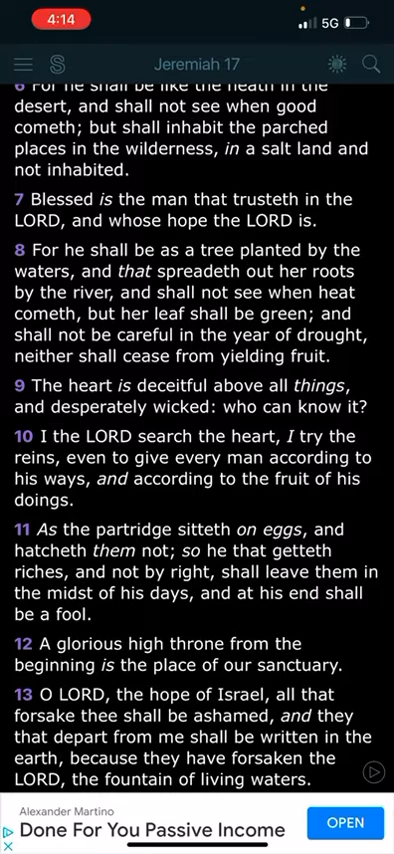 4:14
5G
Jeremiah 17
6 For he shall be like the heath in the
desert, and shall not see when good
cometh; but shall inhabit the parched
places in the wilderness, in a salt land and
not inhabited.
7 Blessed is the man that trusteth in the
LORD, and whose hope the LORD is.
8 For he shall be as a tree planted by the
waters, and that spreadeth out her roots
by the river, and shall not see when heat
cometh, but her leaf shall be green; and
shall not be careful in the year of drought,
neither shall cease from yielding fruit.
9 The heart is deceitful above all things,
and desperately wicked: who can know it?
10 I the LORD search the heart, I try the
reins, even to give every man according to
his ways, and according to the fruit of his
doings.
11 As the partridge sitteth on eggs, and
hatcheth them not; so he that getteth
riches, and not by right, shall leave them in
the midst of his days, and at his end shall
be a fool.
12 A glorious high throne from the
beginning is the place of our sanctuary.
13 O LORD, the hope of Israel, all that
forsake thee shall be ashamed, and they
that depart from me shall be written in the
earth, because they have forsaken the
LORD, the fountain of living waters.
Alexander Martino
Done For You Passive Income
OPEN